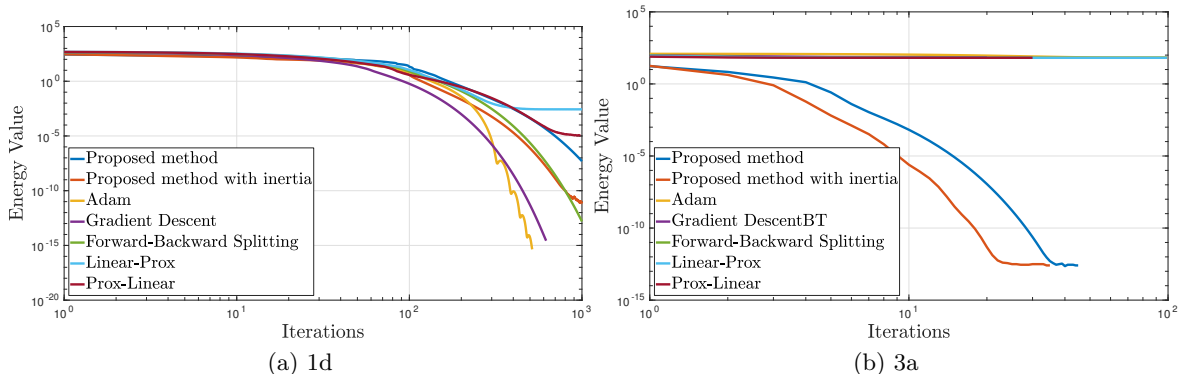 10^5
10^0
10^-5
10^-10
10^-15
10^-20
Energy Value
Proposed method
Proposed method with inertia
Adam
Gradient Descent
Forward-Backward Splitting
Linear-Prox
Prox-Linear
10^0
10^1
10^2
10^3
Iterations
(a) 1d
10^5
10^0
10^-5
10^-10
10^-15
Energy Value
Proposed method
Proposed method with inertia
Adam
Gradient DescentBT
Forward-Backward Splitting
Linear-Prox
Prox-Linear
10^0
10^1
10^2
Iterations
(b) 3a